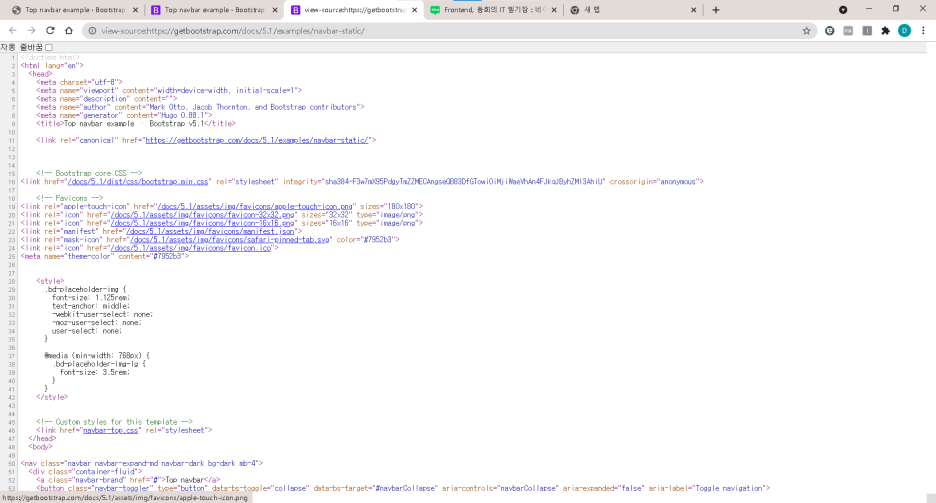 Top navbar example · Bootstrap
Top navbar example · Bootstrap
view-source:https://getbootstrap
Frontend, 동희의 IT 필기장 : 네이
새 탭
view-source:https://getbootstrap.com/docs/5.1/examples/navbar-static/
자동 줄바꿈
1 <!doctype html>
2 <html lang="en">
3 <head>
4 <meta charset="utf-8">
5 <meta name="viewport" content="width=device-width, initial-scale=1">
6 <meta name="description" content="">
7 <meta name="author" content="Mark Otto, Jacob Thornton, and Bootstrap contributors">
8 <meta name="generator" content="Hugo 0.88.1">
9 <title>Top navbar example · Bootstrap v5.1</title>
10
11 <link rel="canonical" href="https://getbootstrap.com/docs/5.1/examples/navbar-static/">
12
13
14
15 <!-- Bootstrap core CSS -->
16 <link href="/docs/5.1/dist/css/bootstrap.min.css" rel="stylesheet" crossorigin="anonymous">
17
18 <!-- Favicons -->
19 <link rel="apple-touch-icon" href="/docs/5.1/assets/img/favicons/apple-touch-icon.png" sizes="180x180">
20 <link rel="icon" href="/docs/5.1/assets/img/favicons/favicon-32x32.png" sizes="32x32" type="image/png">
21 <link rel="icon" href="/docs/5.1/assets/img/favicons/favicon-16x16.png" sizes="16x16" type="image/png">
22 <link rel="manifest" href="/docs/5.1/assets/img/favicons/manifest.json">
23 <link rel="mask-icon" href="/docs/5.1/assets/img/favicons/safari-pinned-tab.svg" color="#7952b3">
24 <link rel="icon" href="/docs/5.1/assets/img/favicons/favicon.ico">
25 <meta name="theme-color" content="#7952b3">
26
27
28 <style>
29 .bd-placeholder-img {
30 font-size: 1.125rem;
31 text-anchor: middle;
32 -webkit-user-select: none;
33 -moz-user-select: none;
34 user-select: none;
35 }
36
37 @media (min-width: 768px) {
38 .bd-placeholder-img-lg {
39 font-size: 3.5rem;
40 }
41 }
42 </style>
43
44
45 <!-- Custom styles for this template -->
46 <link href="navbar-top.css" rel="stylesheet">
47 </head>
48 <body>
49
50 <nav class="navbar navbar-expand-md navbar-dark bg-dark mb-4">
51 <div class="container-fluid">
52 <a class="navbar-brand" href="#">Top navbar</a>
53 <button class="navbar-toggler" type="button" data-bs-toggle="collapse" data-bs-target="#navbarCollapse" aria-controls="navbarCollapse" aria-expanded="false" aria-label="Toggle navigation">
https://getbootstrap.com/docs/5.1/assets/img/favicons/apple-touch-icon.png